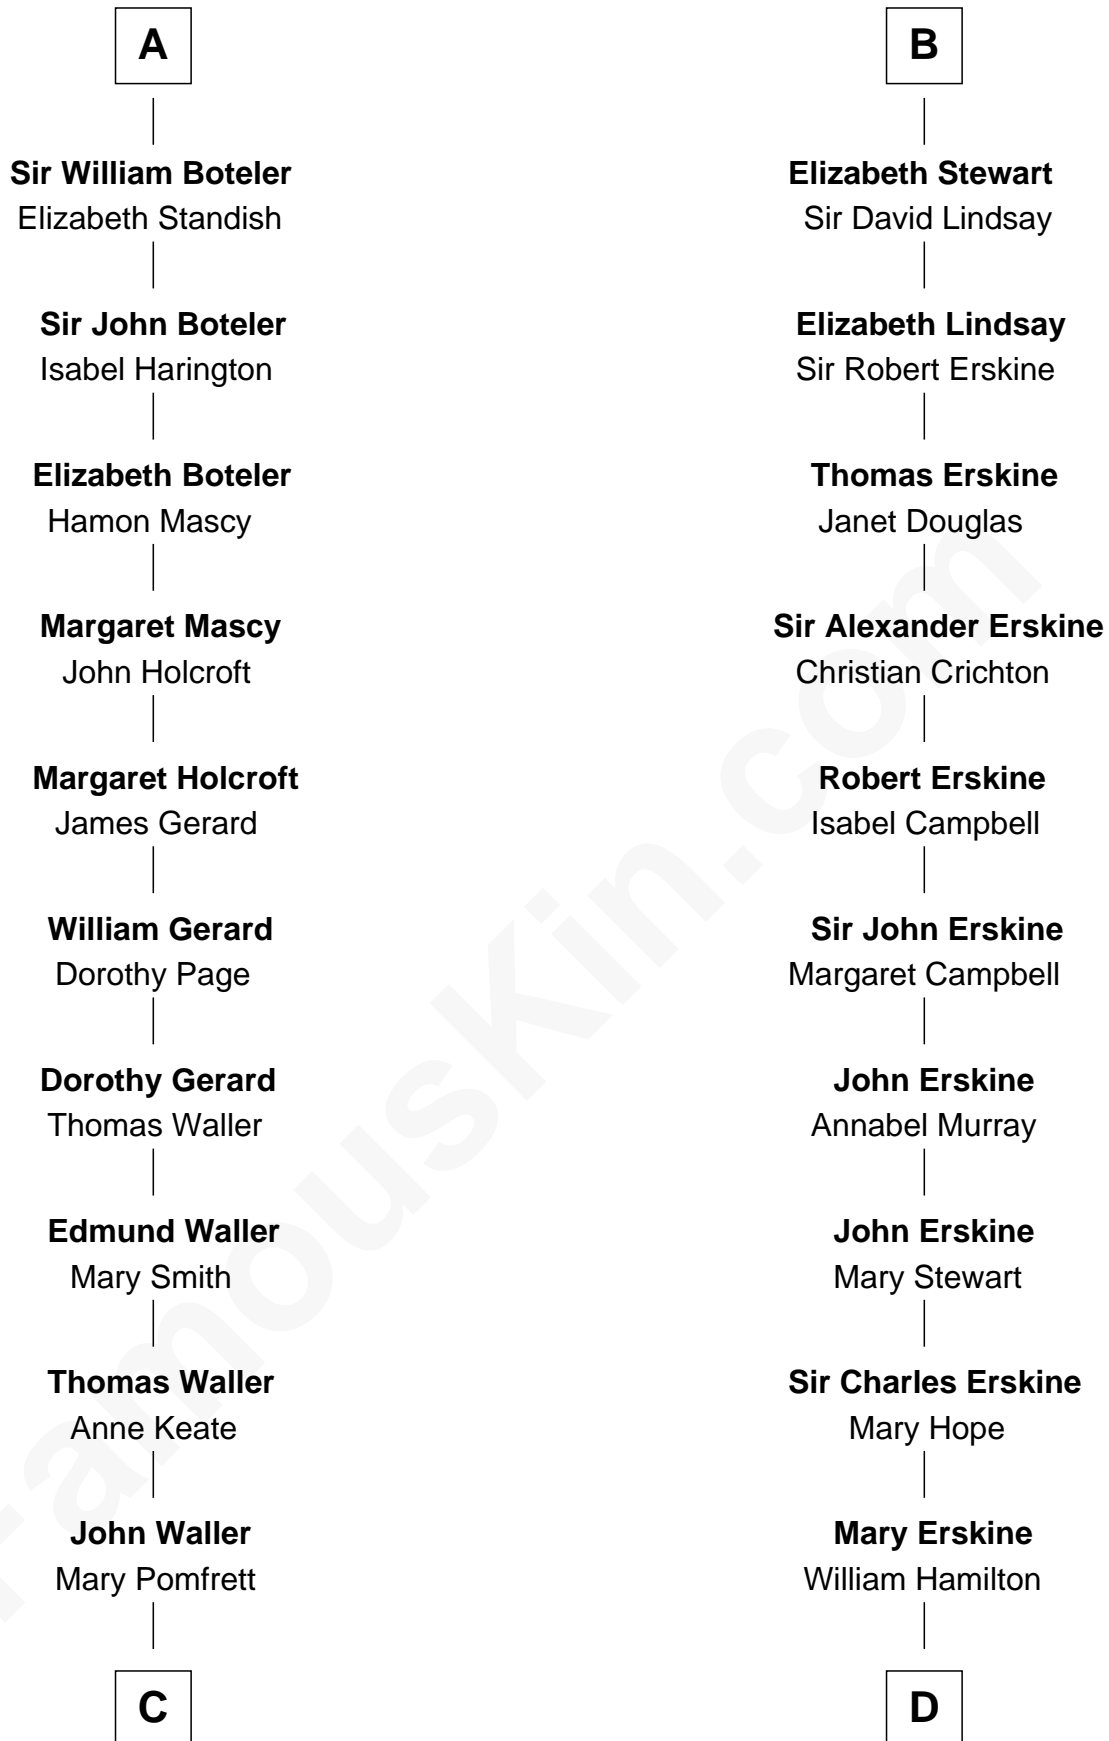 A
Sir William Boteler
Elizabeth Standish
Sir John Boteler
Isabel Harington
Elizabeth Boteler
Hamon Mascy
Margaret Mascy
John Holcroft
Margaret Holcroft
James Gerard
William Gerard
Dorothy Page
Dorothy Gerard
Thomas Waller
Edmund Waller
Mary Smith
Thomas Waller
Anne Keate
John Waller
Mary Pomfrett
C
B
Elizabeth Stewart
Sir David Lindsay
Elizabeth Lindsay
Sir Robert Erskine
Thomas Erskine
Janet Douglas
Sir Alexander Erskine
Christian Crichton
Robert Erskine
Isabel Campbell
Sir John Erskine
Margaret Campbell
John Erskine
Annabel Murray
John Erskine
Mary Stewart
Sir Charles Erskine
Mary Hope
Mary Erskine
William Hamilton
D
FamousKin.com